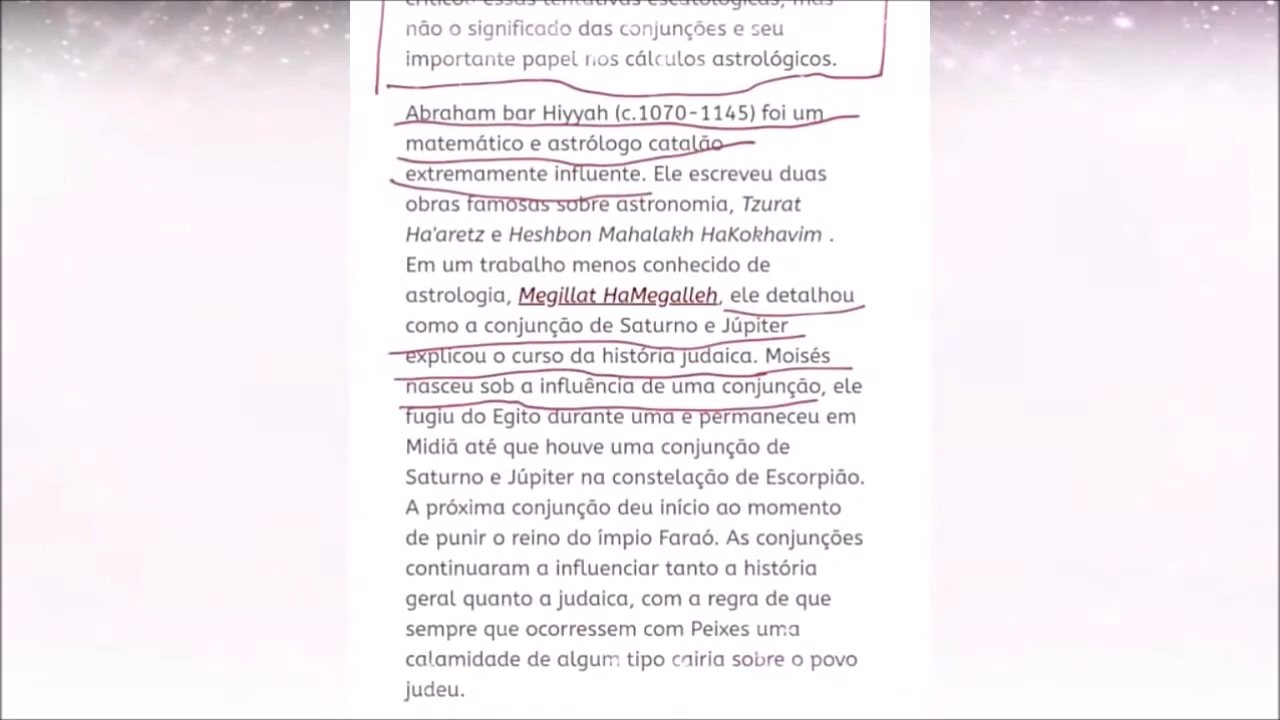 não o significado das conjunções e seu
importante papel nos cálculos astrológicos.
Abraham bar Hiyyah (c.1070-1145) foi um
matemático e astrólogo catalão
extremamente influente. Ele escreveu duas
obras famosas sobre astronomia, Tzurat
Ha'aretz e Heshbon Mahalakh HaKokhavim .
Em um trabalho menos conhecido de
astrologia, Megillat HaMegalleh, ele detalhou
como a conjunção de Saturno e Júpiter
explicou o curso da história judaica. Moisés
nasceu sob a influência de uma conjunção, ele
fugiu do Egito durante uma e permaneceu em
Midiã até que houve uma conjunção de
Saturno e Júpiter na constelação de Escorpião.
A próxima conjunção deu início ao momento
de punir o reino do ímpio Faraó. As conjunções
continuaram a influenciar tanto a história
geral quanto a judaica, com a regra de que
sempre que ocorressem com Peixes uma
calamidade de algum tipo cairia sobre o povo
judeu.